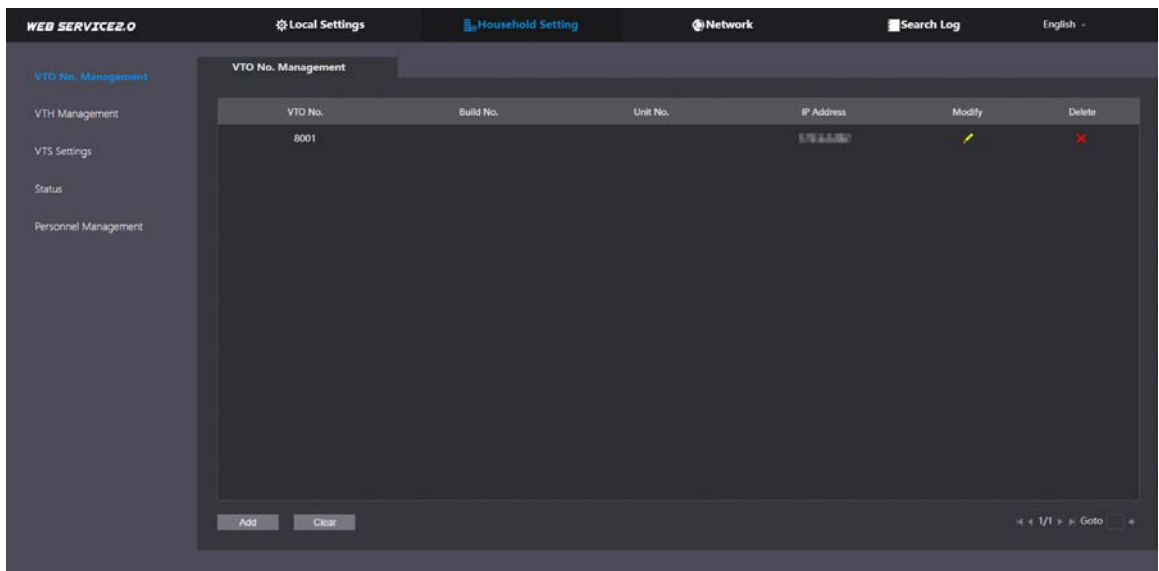 WEB SERVICE2.0 Local Settings Household Setting Network Search Log English
VTO No. Management
VTH Management
VTS Settings
Status
Personnel Management
VTO No. Management
VTO No. Build No. Unit No. IP Address Modify Delete
8001
Add Clear 1/1 Goto